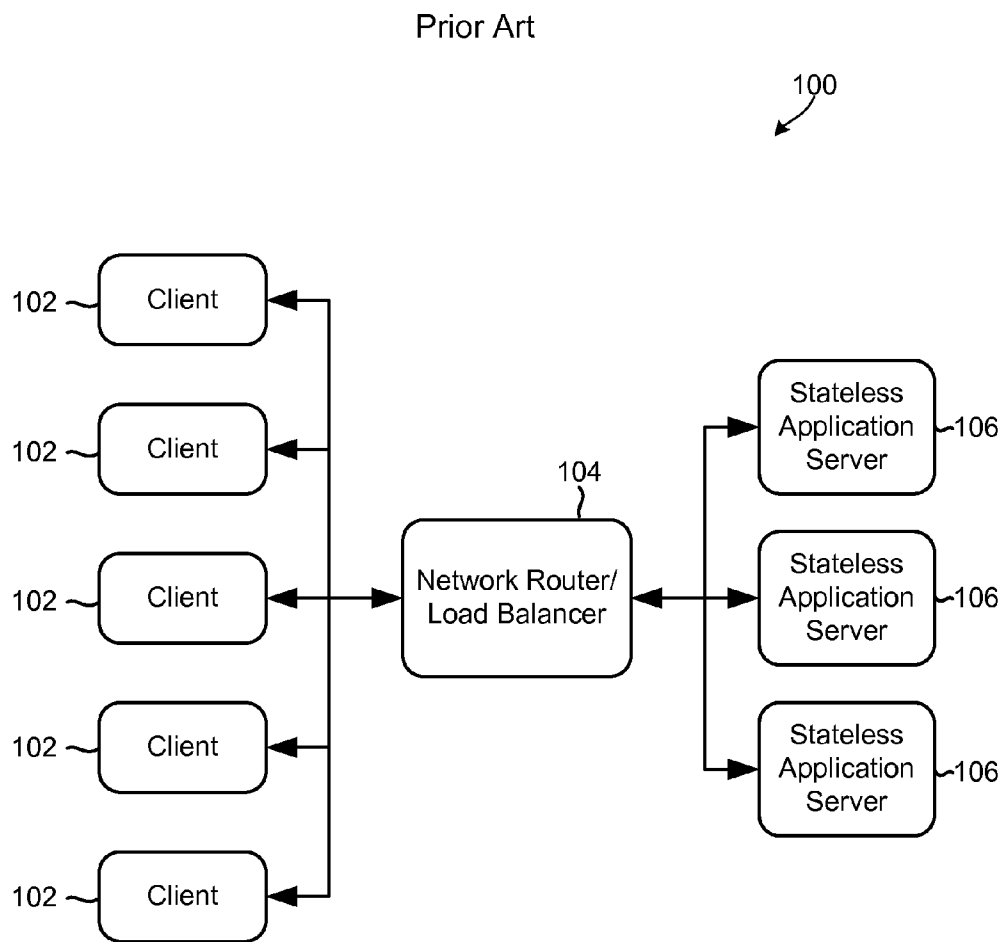 Prior Art
100
102
Client
102
Client
102
Client
102
Client
102
Client
104
Network Router/
Load Balancer
Stateless
Application
Server
106
Stateless
Application
Server
106
Stateless
Application
Server
106